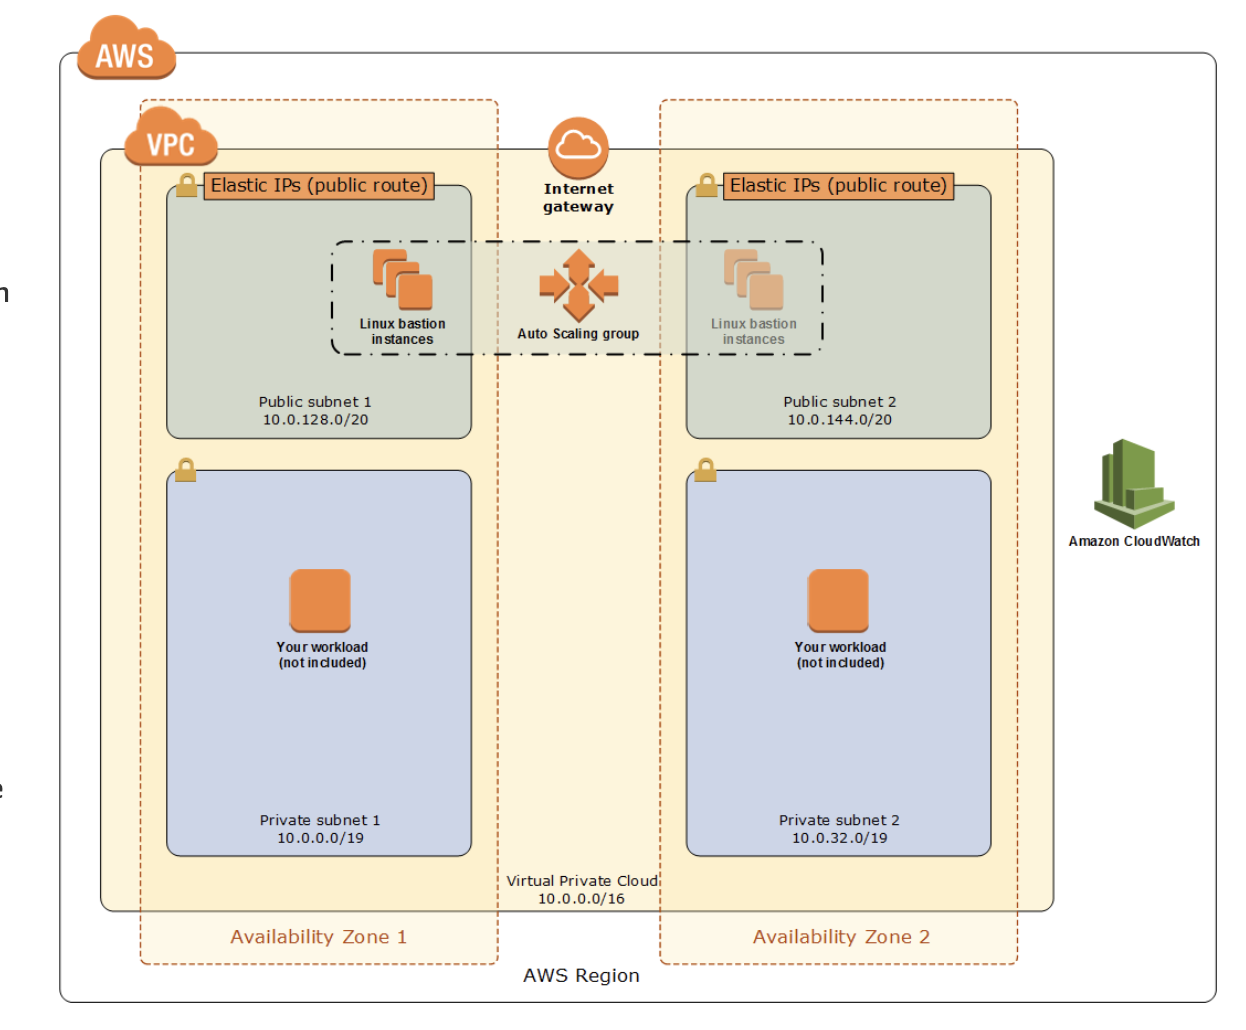 AWS
VPC
Elastic IPs (public route)
Internet
gateway
Elastic IPs (public route)
n
Linux bastion
instances
Auto Scaling group
Linux bastion
instances
Public subnet 1
10.0.128.0/20
Public subnet 2
10.0.144.0/20
Amazon CloudWatch
Your workload
(not included)
Your workload
(not included)
e
Private subnet 1
10.0.0.0/19
Private subnet 2
10.0.32.0/19
Virtual Private Cloud
10.0.0.0/16
Availability Zone 1
Availability Zone 2
AWS Region